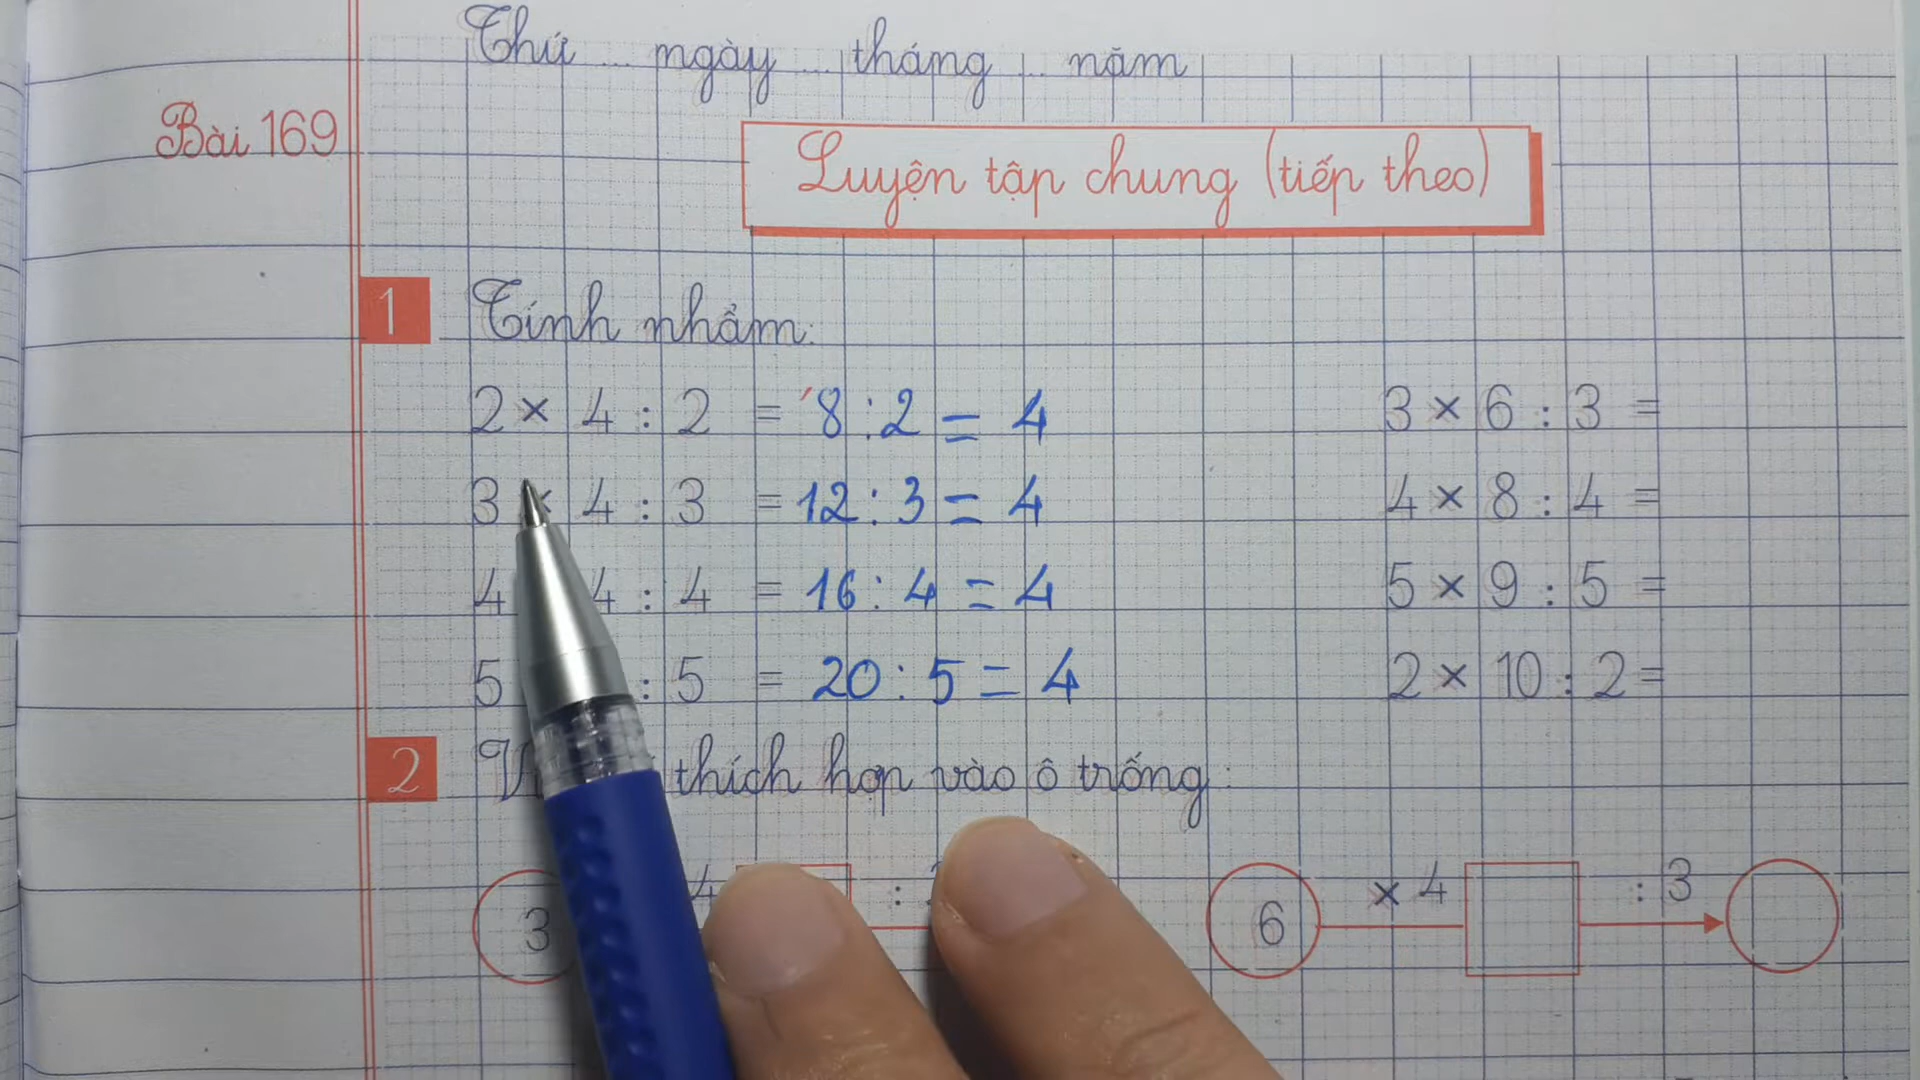 Thứ ... ngày ... tháng ... năm
Bài 169
Luyện tập chung (tiếp theo)
1 Tính nhẩm:
2 × 4 : 2 = 8 : 2 = 4
3 × 4 : 3 = 12 : 3 = 4
4 4 : 4 = 16 : 4 = 4
5 : 5 = 20 : 5 = 4
3 × 6 : 3 =
4 × 8 : 4 =
5 × 9 : 5 =
2 × 10 : 2 =
2 thích hợp vào ô trống:
3 4 :
6 × 4 : 3